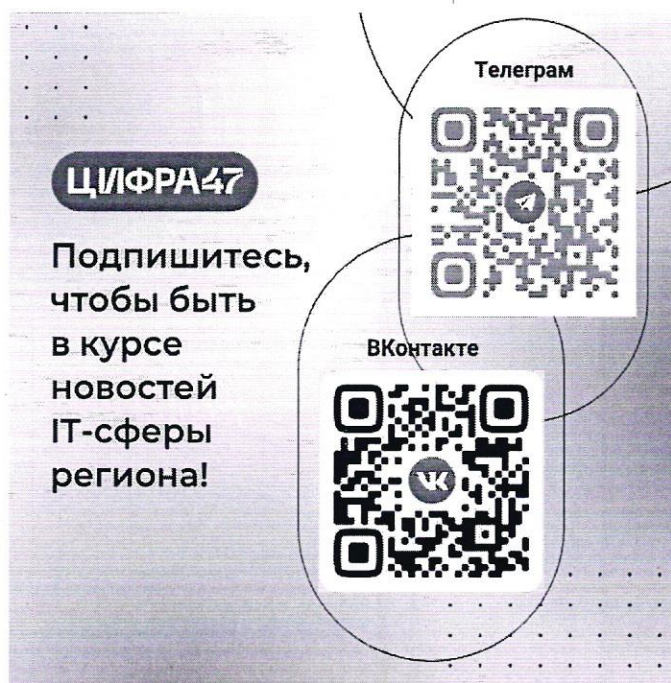 ЦИФРА47
Подпишитесь,
чтобы быть
в курсе
новостей
IT-сферы
региона!
Телеграм
ВКонтакте